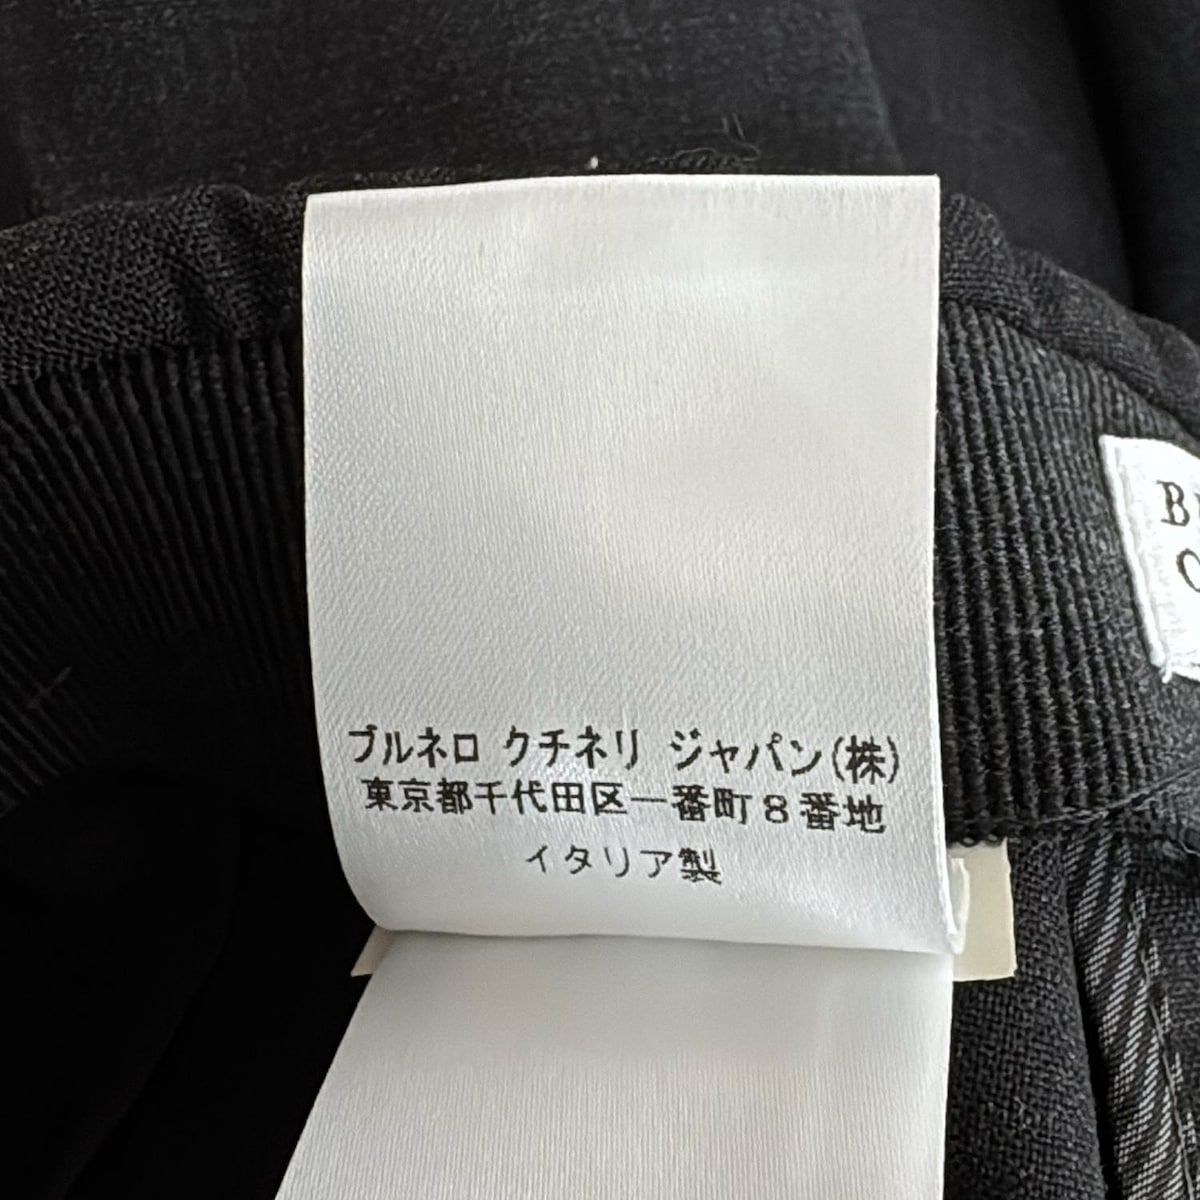 ブルネロ クチネリ ジャパン(株)
東京都千代田区一番町8番地
イタリア製
B